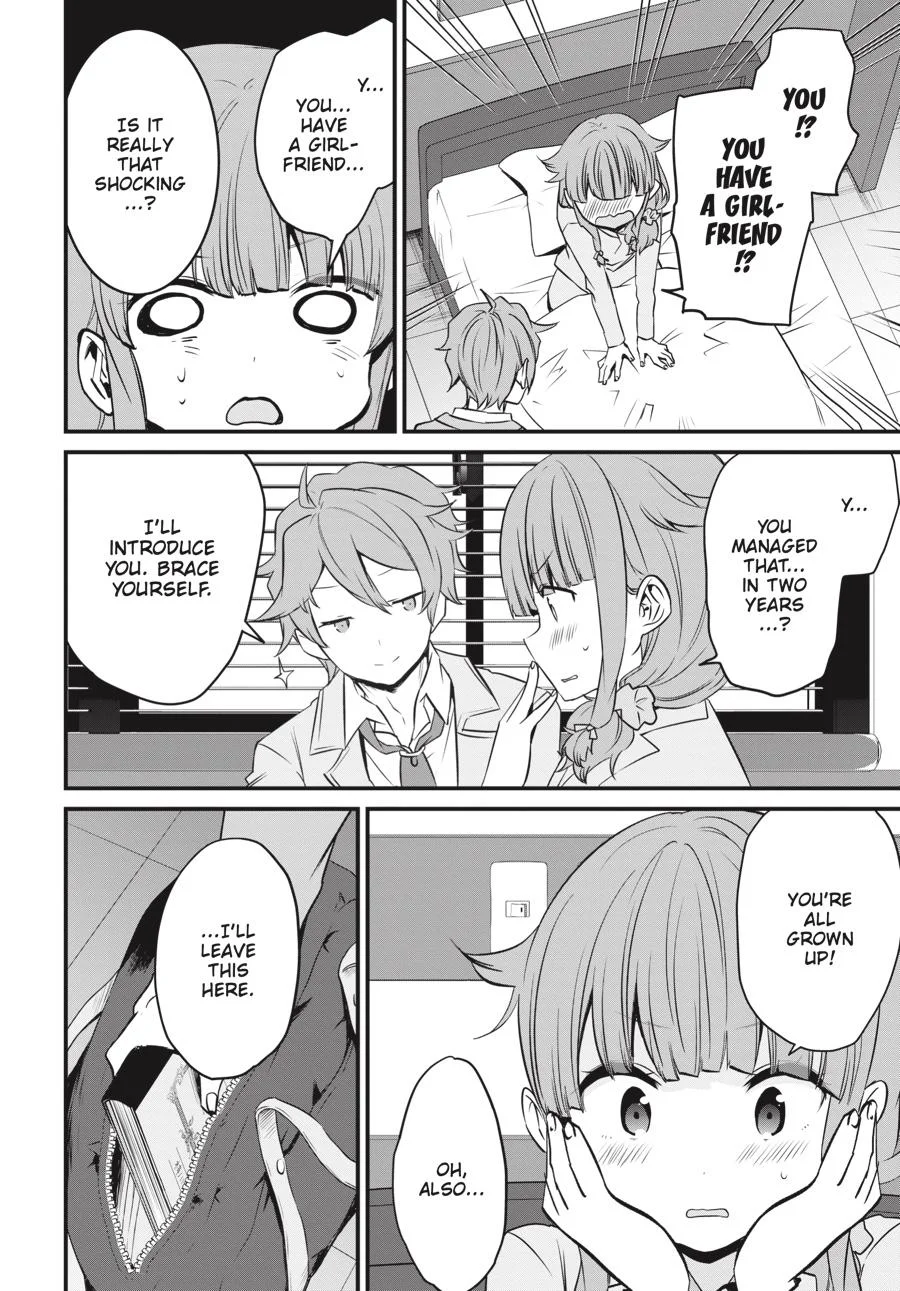 YOU
!?
YOU
HAVE
A GIRL-
FRIEND
!?
Y...
YOU...
HAVE
A GIRL-
FRIEND...
IS IT
REALLY
THAT
SHOCKING
...?
Y...
YOU
MANAGED
THAT...
IN TWO
YEARS
...?
I'LL
INTRODUCE
YOU. BRACE
YOURSELF.
YOU'RE
ALL
GROWN
UP!
OH,
ALSO...
...I'LL
LEAVE
THIS
HERE.